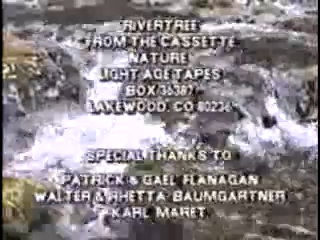 RIVERTREE
FROM THE CASSETTE
NATURE
LIGHT AGE TAPES
BOX 36387
LAKEWOOD, CO 80236
SPECIAL THANKS TO
PATRICK & GAEL FLANAGAN
WALTER & RHETTA BAUMGARTNER
KARL MARET